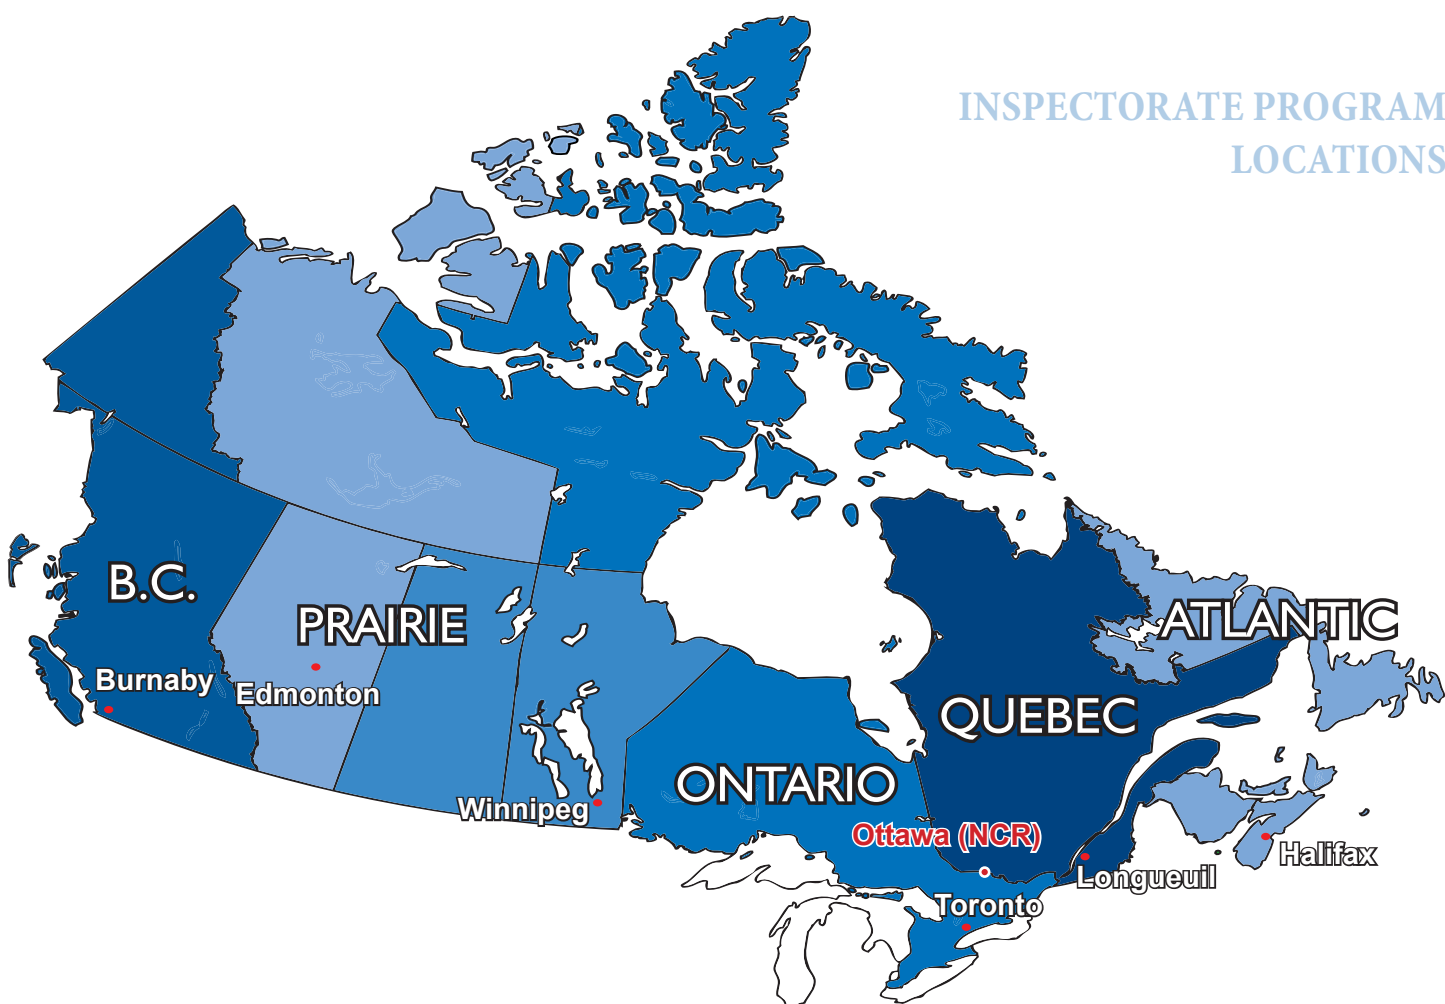 INSPECTORATE PROGRAM
LOCATIONS
B.C.
PRAIRIE
ATLANTIC
Burnaby
Edmonton
QUEBEC
ONTARIO
Winnipeg
Ottawa (NCR)
Halifax
Longueuil
Toronto